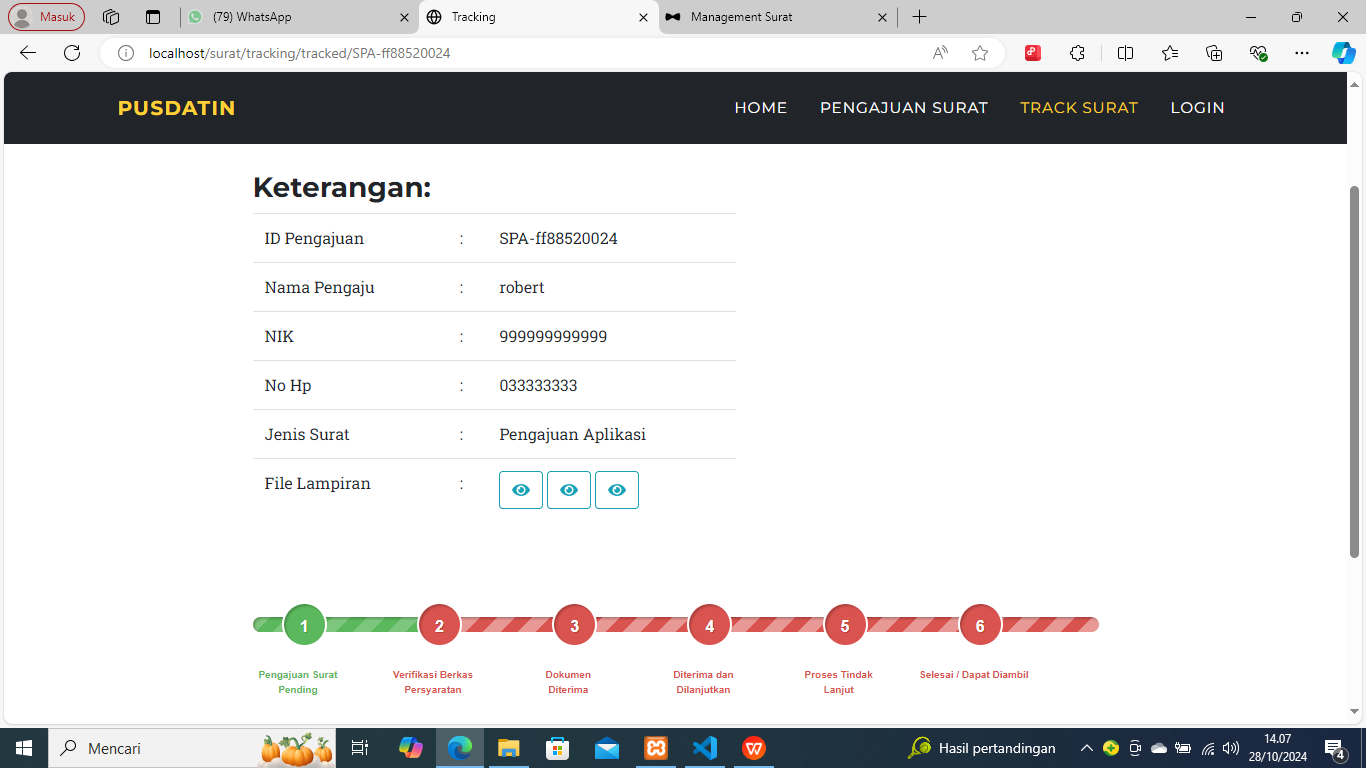 Masuk
(79) WhatsApp
Tracking
Management Surat
localhost/surat/tracking/tracked/SPA-ff88520024
PUSDATIN
HOME PENGAJUAN SURAT TRACK SURAT LOGIN
Keterangan:
ID Pengajuan : SPA-ff88520024
Nama Pengaju : robert
NIK : 999999999999
No Hp : 033333333
Jenis Surat : Pengajuan Aplikasi
File Lampiran :
1 2 3 4 5 6
Pengajuan Surat Pending
Verifikasi Berkas Persyaratan
Dokumen Diterima
Diterima dan Dilanjutkan
Proses Tindak Lanjut
Selesai / Dapat Diambil
Mencari
Hasil pertandingan
14.07
28/10/2024
4